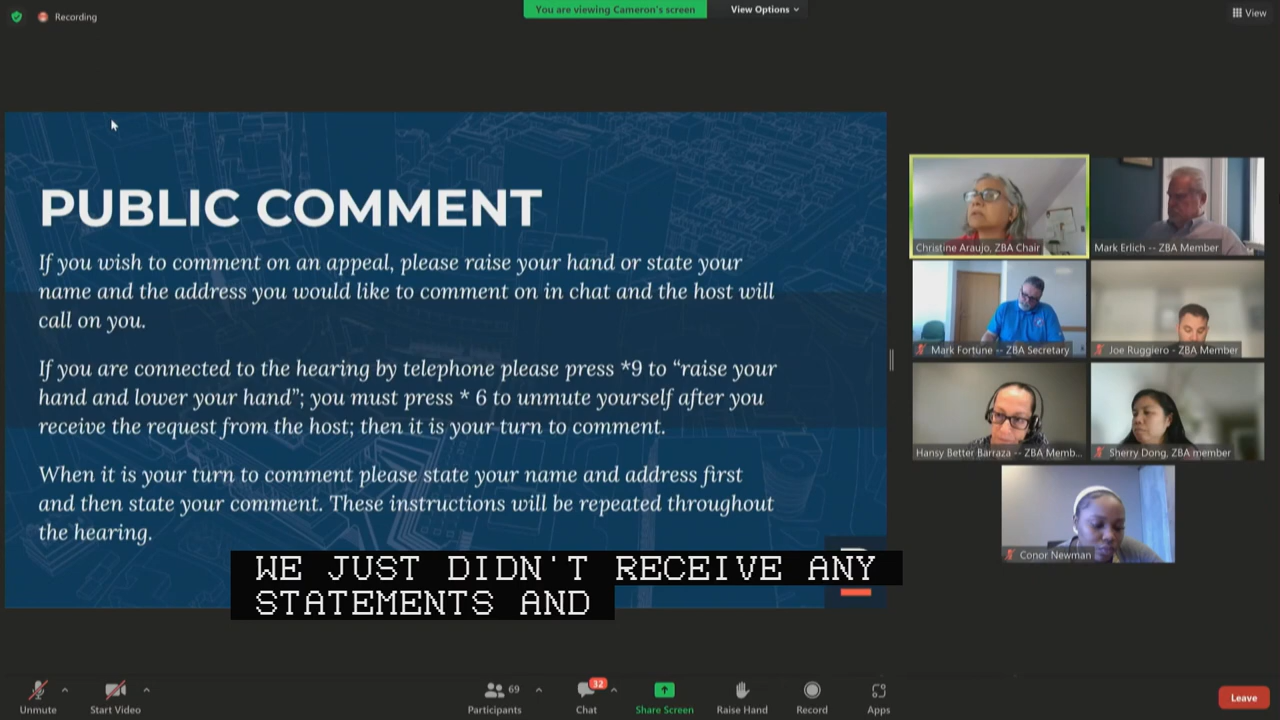 Recording
You are viewing Cameron's screen
View Options
View
PUBLIC COMMENT
If you wish to comment on an appeal, please raise your hand or state your
name and the address you would like to comment on in chat and the host will
call on you.
If you are connected to the hearing by telephone please press *9 to “raise your
hand and lower your hand”; you must press * 6 to unmute yourself after you
receive the request from the host; then it is your turn to comment.
When it is your turn to comment please state your name and address first
and then state your comment. These instructions will be repeated throughout
the hearing.
WE JUST DIDN'T RECEIVE ANY
STATEMENTS AND
Christine Araujo, ZBA Chair
Mark Erlich -- ZBA Member
Mark Fortune -- ZBA Secretary
Joe Ruggiero - ZBA Member
Hansy Better Barraza -- ZBA Memb...
Sherry Dong, ZBA member
Conor Newman
Unmute
Start Video
Participants
69
Chat
32
Share Screen
Raise Hand
Record
Apps
Leave